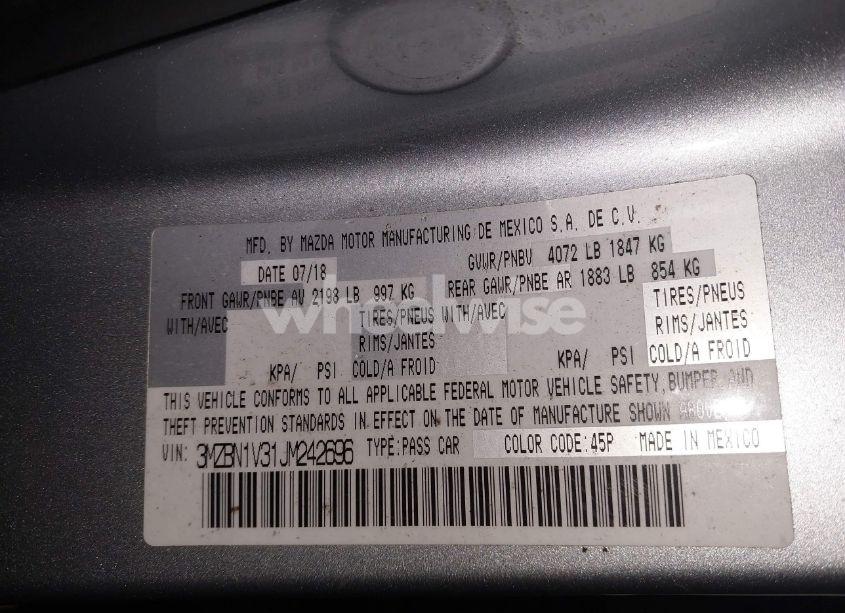 MFD. BY MAZDA MOTOR MANUFACTURING DE MEXICO S.A. DE C.V.
DATE 07/18 GVWR/PNBV 4072 LB 1847 KG
FRONT GAWR/PNBE AV 2198 LB 997 KG REAR GAWR/PNBE AR 1883 LB 854 KG
WITH/AVEC TIRES/PNEUS WITH/AVEC TIRES/PNEUS
RIMS/JANTES RIMS/JANTES
KPA/ PSI COLD/A FROID KPA/ PSI COLD/A FROID
THIS VEHICLE CONFORMS TO ALL APPLICABLE FEDERAL MOTOR VEHICLE SAFETY, BUMPER, AND
THEFT PREVENTION STANDARDS IN EFFECT ON THE DATE OF MANUFACTURE SHOWN ABOVE.
VIN: 3MZBN1V31JM242696 TYPE:PASS CAR COLOR CODE:45P MADE IN MEXICO
wheelwise